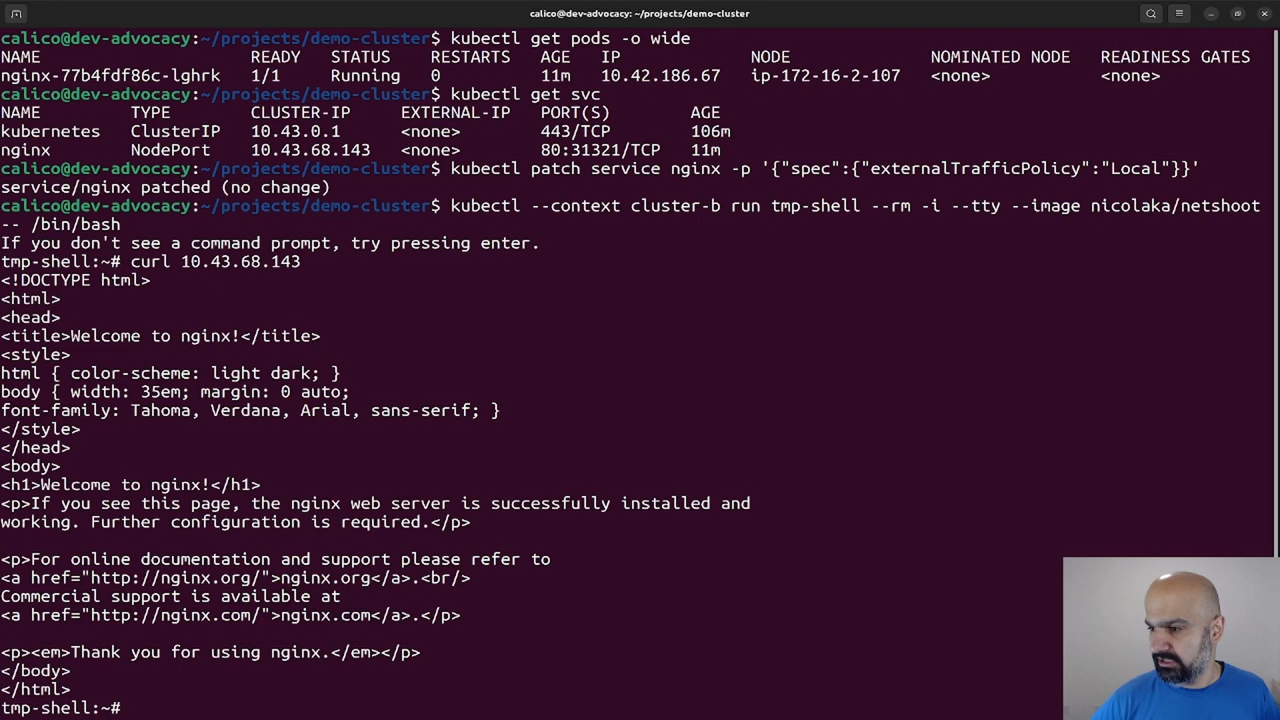 calico@dev-advocacy: ~/projects/demo-cluster
calico@dev-advocacy:~/projects/demo-cluster$ kubectl get pods -o wide
NAME READY STATUS RESTARTS AGE IP NODE NOMINATED NODE READINESS GATES
nginx-77b4fdf86c-lghrk 1/1 Running 0 11m 10.42.186.67 ip-172-16-2-107 <none> <none>
calico@dev-advocacy:~/projects/demo-cluster$ kubectl get svc
NAME TYPE CLUSTER-IP EXTERNAL-IP PORT(S) AGE
kubernetes ClusterIP 10.43.0.1 <none> 443/TCP 106m
nginx NodePort 10.43.68.143 <none> 80:31321/TCP 11m
calico@dev-advocacy:~/projects/demo-cluster$ kubectl patch service nginx -p '{"spec":{"externalTrafficPolicy":"Local"}}'
service/nginx patched (no change)
calico@dev-advocacy:~/projects/demo-cluster$ kubectl --context cluster-b run tmp-shell --rm -i --tty --image nicolaka/netshoot
-- /bin/bash
If you don't see a command prompt, try pressing enter.
tmp-shell:~# curl 10.43.68.143
<!DOCTYPE html>
<html>
<head>
<title>Welcome to nginx!</title>
<style>
html { color-scheme: light dark; }
body { width: 35em; margin: 0 auto;
font-family: Tahoma, Verdana, Arial, sans-serif; }
</style>
</head>
<body>
<h1>Welcome to nginx!</h1>
<p>If you see this page, the nginx web server is successfully installed and
working. Further configuration is required.</p>
<p>For online documentation and support please refer to
<a href="http://nginx.org/">nginx.org</a>.<br/>
Commercial support is available at
<a href="http://nginx.com/">nginx.com</a>.</p>
<p><em>Thank you for using nginx.</em></p>
</body>
</html>
tmp-shell:~#